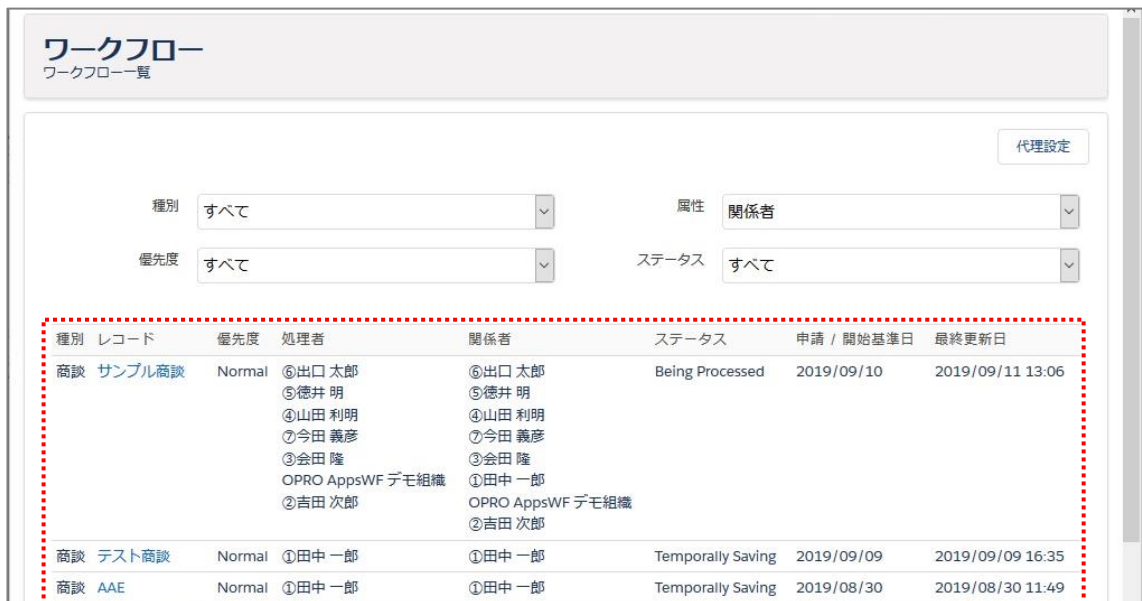 ワークフロー
ワークフロー一覧
代理設定
種別 すべて 属性 関係者
優先度 すべて ステータス すべて
種別 レコード 優先度 処理者 関係者 ステータス 申請 / 開始基準日 最終更新日
商談 サンプル商談 Normal ⑥出口 太郎 ⑥出口 太郎 Being Processed 2019/09/10 2019/09/11 13:06
⑤徳井 明 ⑤徳井 明
④山田 利明 ④山田 利明
⑦今田 義彦 ⑦今田 義彦
③会田 隆 ③会田 隆
OPRO AppsWF デモ組織 ①田中 一郎
②吉田 次郎 OPRO AppsWF デモ組織
②吉田 次郎
商談 テスト商談 Normal ①田中 一郎 ①田中 一郎 Temporally Saving 2019/09/09 2019/09/09 16:35
商談 AAE Normal ①田中 一郎 ①田中 一郎 Temporally Saving 2019/08/30 2019/08/30 11:49